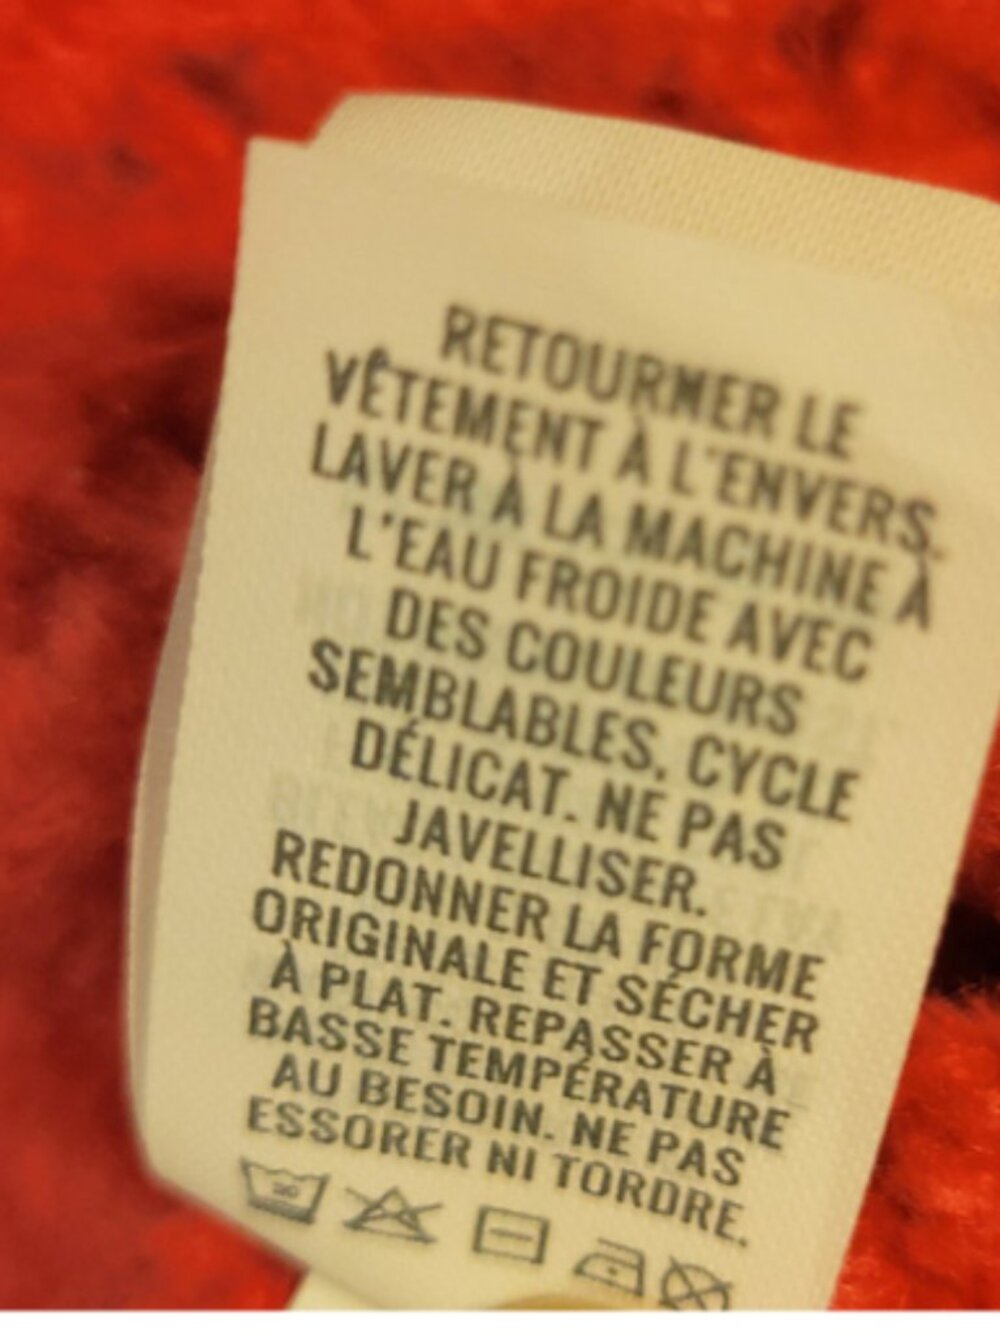 RETOURNER LE
VÊTEMENT À L'ENVERS.
LAVER À LA MACHINE À
L'EAU FROIDE AVEC
DES COULEURS
SEMBLABLES, CYCLE
DÉLICAT. NE PAS
JAVELLISER.
REDONNER LA FORME
ORIGINALE ET SÉCHER
À PLAT. REPASSER À
BASSE TEMPÉRATURE
AU BESOIN. NE PAS
ESSORER NI TORDRE.
30